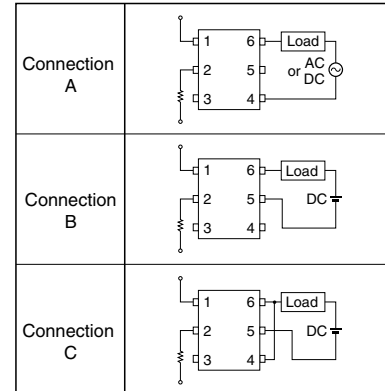 Connection
A
1 6 Load
2 5 or AC
DC
3 4
Connection
B
1 6 Load
2 5 DC
3 4
Connection
C
1 6 Load
2 5 DC
3 4